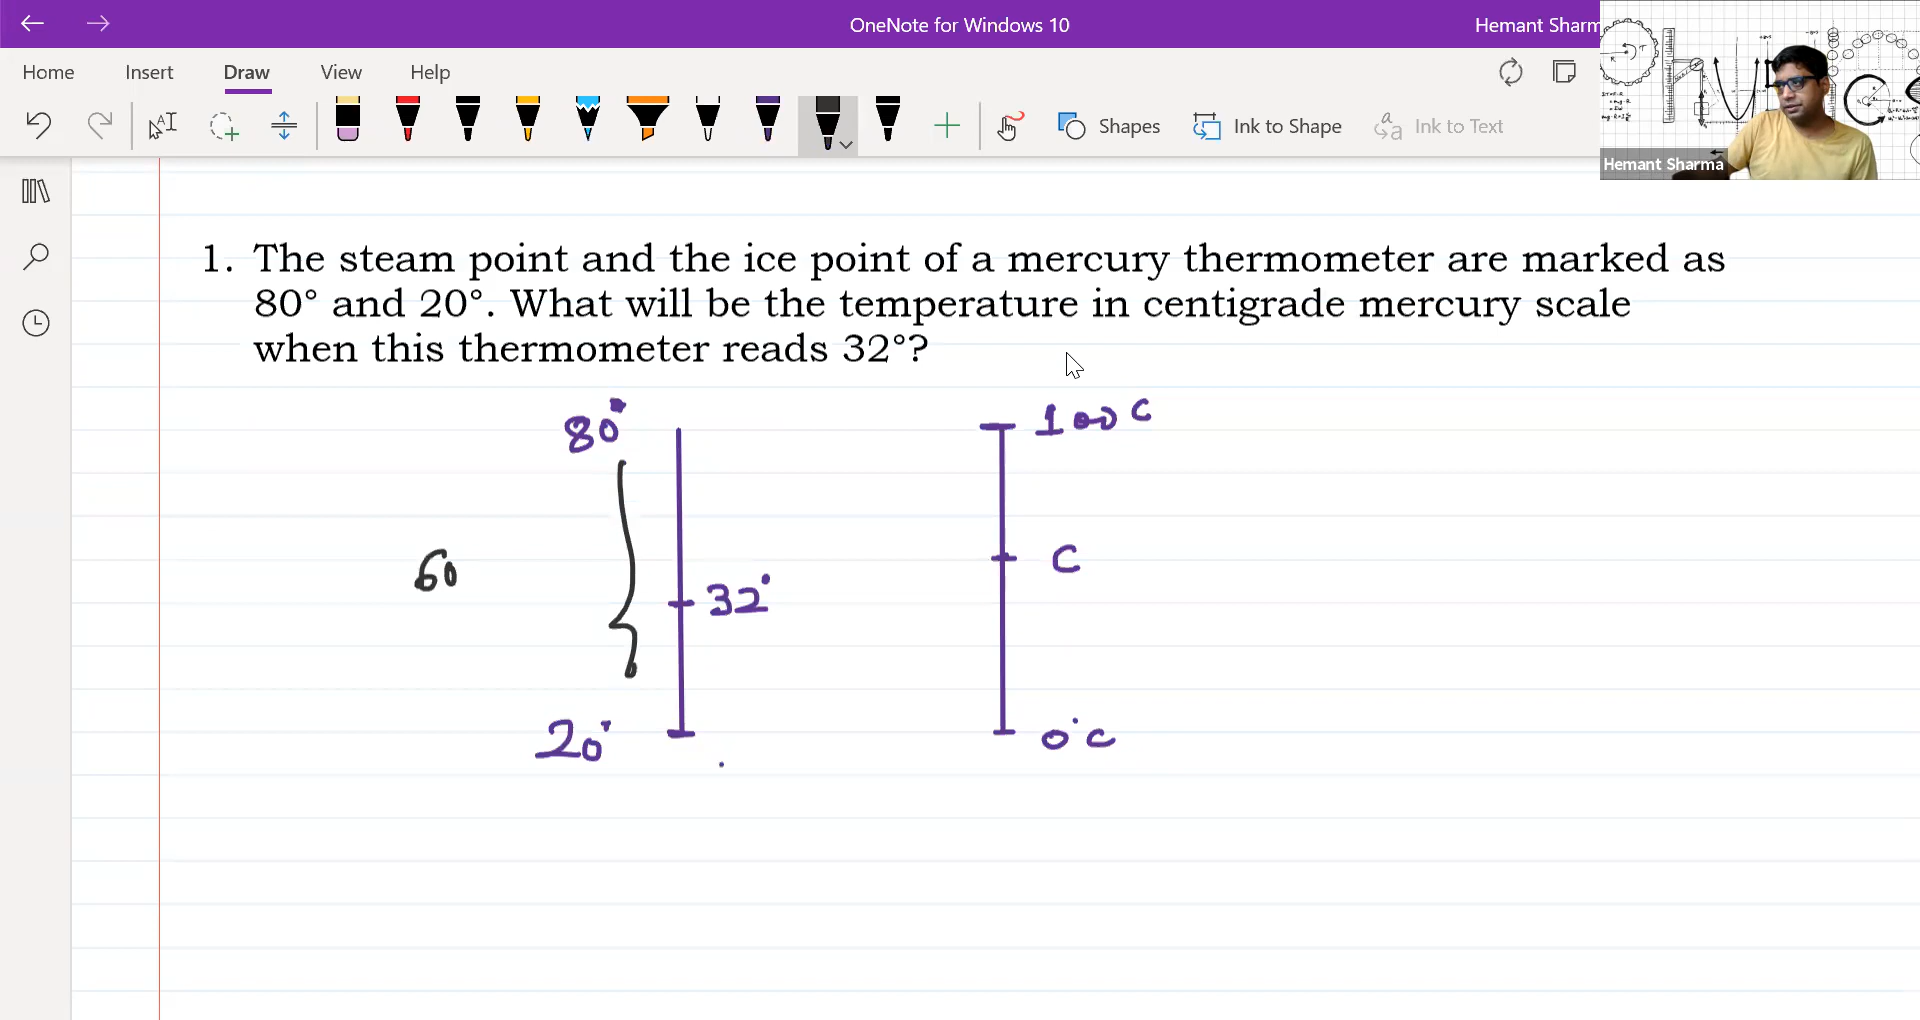 OneNote for Windows 10
Hemant Sharm
Home Insert Draw View Help
Shapes Ink to Shape Ink to Text
Hemant Sharma
1. The steam point and the ice point of a mercury thermometer are marked as
80° and 20°. What will be the temperature in centigrade mercury scale
when this thermometer reads 32°?
80°
100 C
60
C
32°
20°
0°C